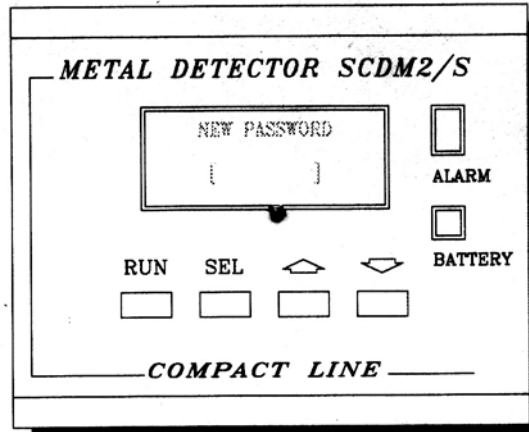 METAL DETECTOR SCDM2/S
NEW PASSWORD
[ ]
ALARM
BATTERY
RUN SEL
COMPACT LINE